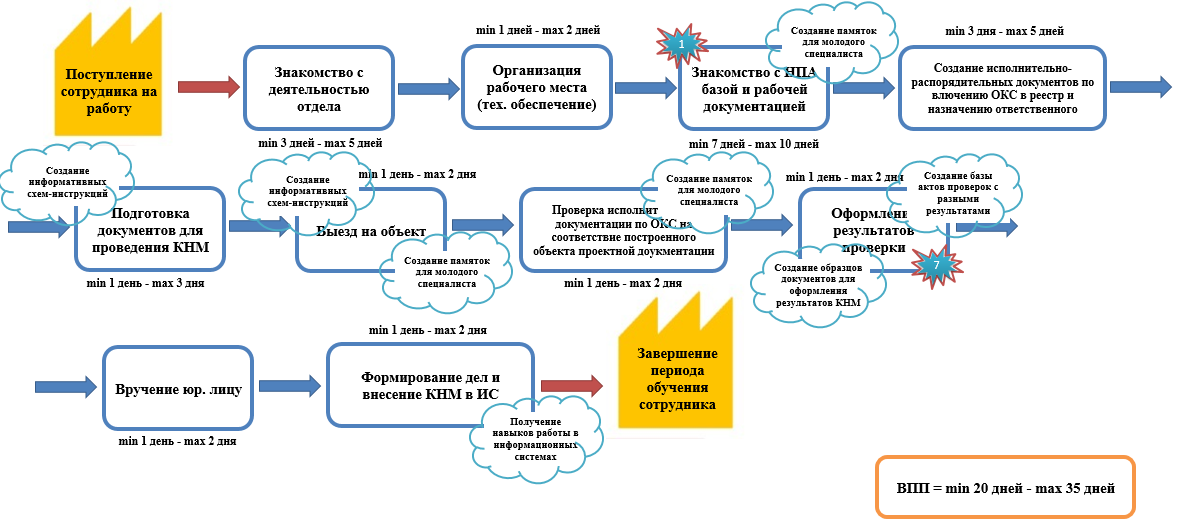 Поступление
сотрудника на
работу
Знакомство с
деятельностью
отдела
min 3 дней - max 5 дней
min 1 дней - max 2 дней
Организация
рабочего места
(тех. обеспечение)
1
Знакомство с НПА
базой и рабочей
документацией
min 7 дней - max 10 дней
Создание памяток
для молодого
специалиста
min 3 дня - max 5 дней
Создание исполнительно-
распорядительных документов по
включению ОКС в реестр и
назначению ответственного
Создание
информативных
схем-инструкций
Подготовка
документов для
проведения КНМ
min 1 день - max 3 дня
Создание
информативных
схем-инструкций
min 1 день - max 2 дня
Выезд на объект
Создание памяток
для молодого
специалиста
Создание памяток
для молодого
специалиста
Проверка исполнит
документации по ОКС на
соответствие построенного
объекта проектной доукментации
min 1 день - max 2 дня
min 1 день - max 2 дня
Создание базы
актов проверок с
разными
результатами
Оформлени
результатов
проверки
7
Создание образцов
документов для
оформления
результатов КНМ
Вручение юр. лицу
min 1 день - max 2 дня
min 1 день - max 2 дня
Формирование дел и
внесение КНМ в ИС
Получение
навыков работы в
информационных
системах
Завершение
периода
обучения
сотрудника
ВПП = min 20 дней - max 35 дней